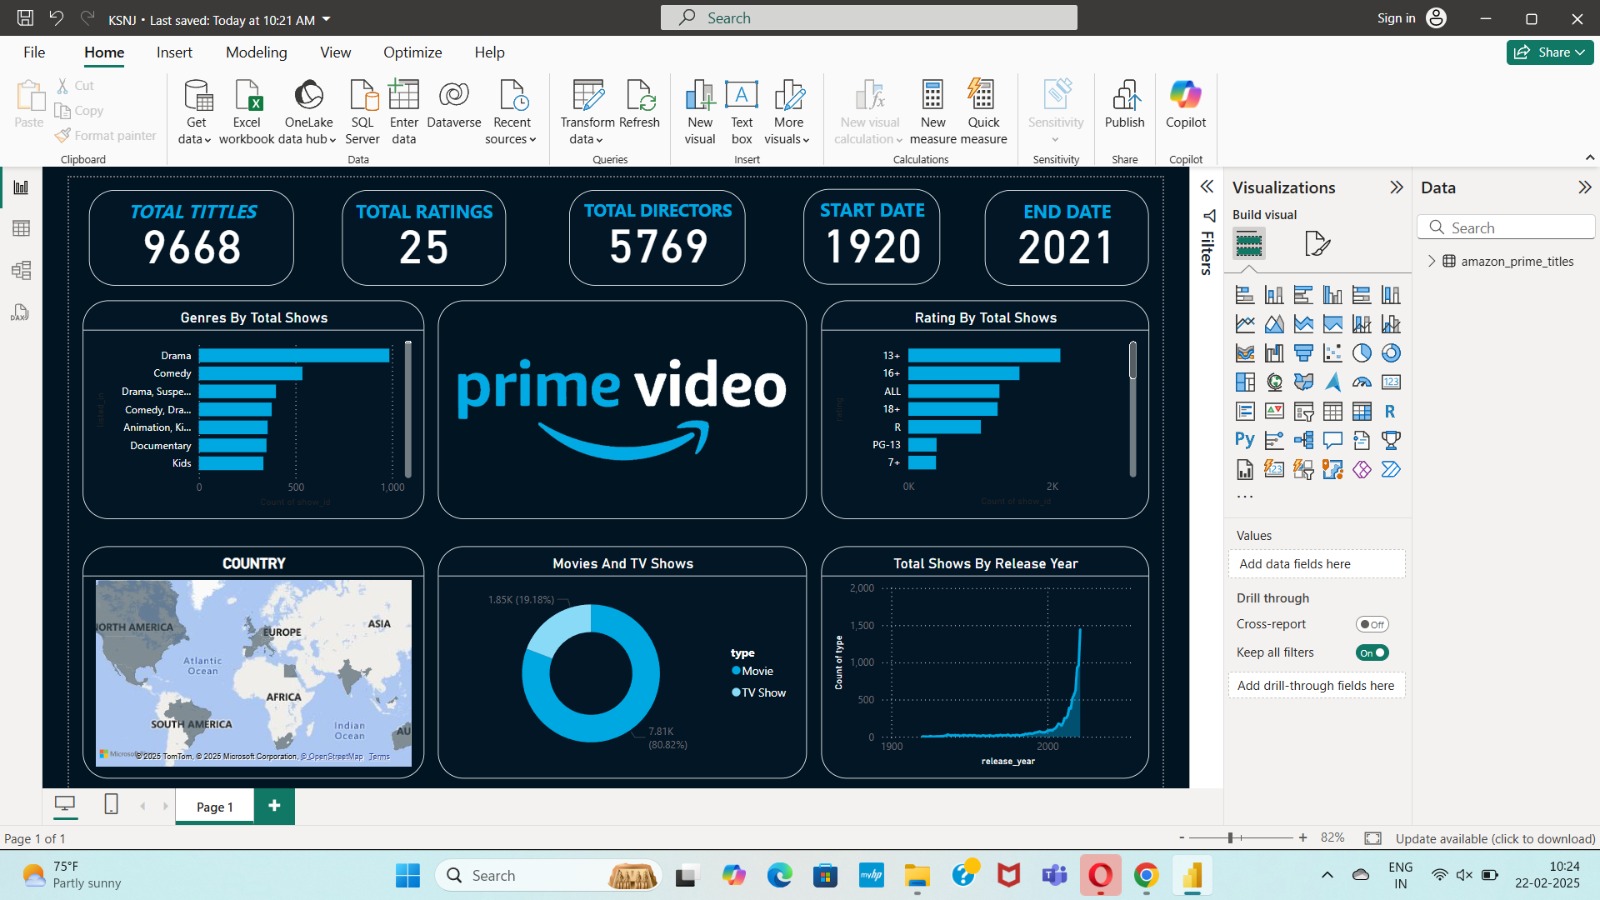 KSNJ • Last saved: Today at 10:21 AM
Search
Sign in
File Home Insert Modeling View Optimize Help
Share
Paste
Cut
Copy
Format painter
Clipboard
Get data
Excel workbook
OneLake data hub
SQL Server
Enter data
Dataverse
Recent sources
Data
Transform data
Refresh
Queries
New visual
Text box
More visuals
Insert
New visual calculation
New measure
Quick measure
Calculations
Sensitivity
Sensitivity
Publish
Share
Copilot
Copilot
TOTAL TITTLES
9668
TOTAL RATINGS
25
TOTAL DIRECTORS
5769
START DATE
1920
END DATE
2021
Genres By Total Shows
listed_in
Drama
Comedy
Drama, Suspe...
Comedy, Dra...
Animation, Ki...
Documentary
Kids
0 500 1,000
Count of show_id
prime video
Rating By Total Shows
rating
13+
16+
ALL
18+
R
PG-13
7+
0K 2K
Count of show_id
COUNTRY
NORTH AMERICA
EUROPE
ASIA
Atlantic
Ocean
AFRICA
SOUTH AMERICA
Indian
Ocean
AU
© 2025 TomTom, © 2025 Microsoft Corporation, © OpenStreetMap Terms
Movies And TV Shows
1.85K (19.18%)
7.81K
(80.82%)
type
Movie
TV Show
Total Shows By Release Year
Count of type
2,000
1,500
1,000
500
0
1900 2000
release_year
Filters
Visualizations
Build visual
123
R
Py
...
Values
Add data fields here
Drill through
Cross-report
Off
Keep all filters
On
Add drill-through fields here
Data
Search
amazon_prime_titles
Page 1
+
Page 1 of 1
- + 82%
Update available (click to download)
75°F
Partly sunny
Search
myhp
ENG
IN
10:24
22-02-2025